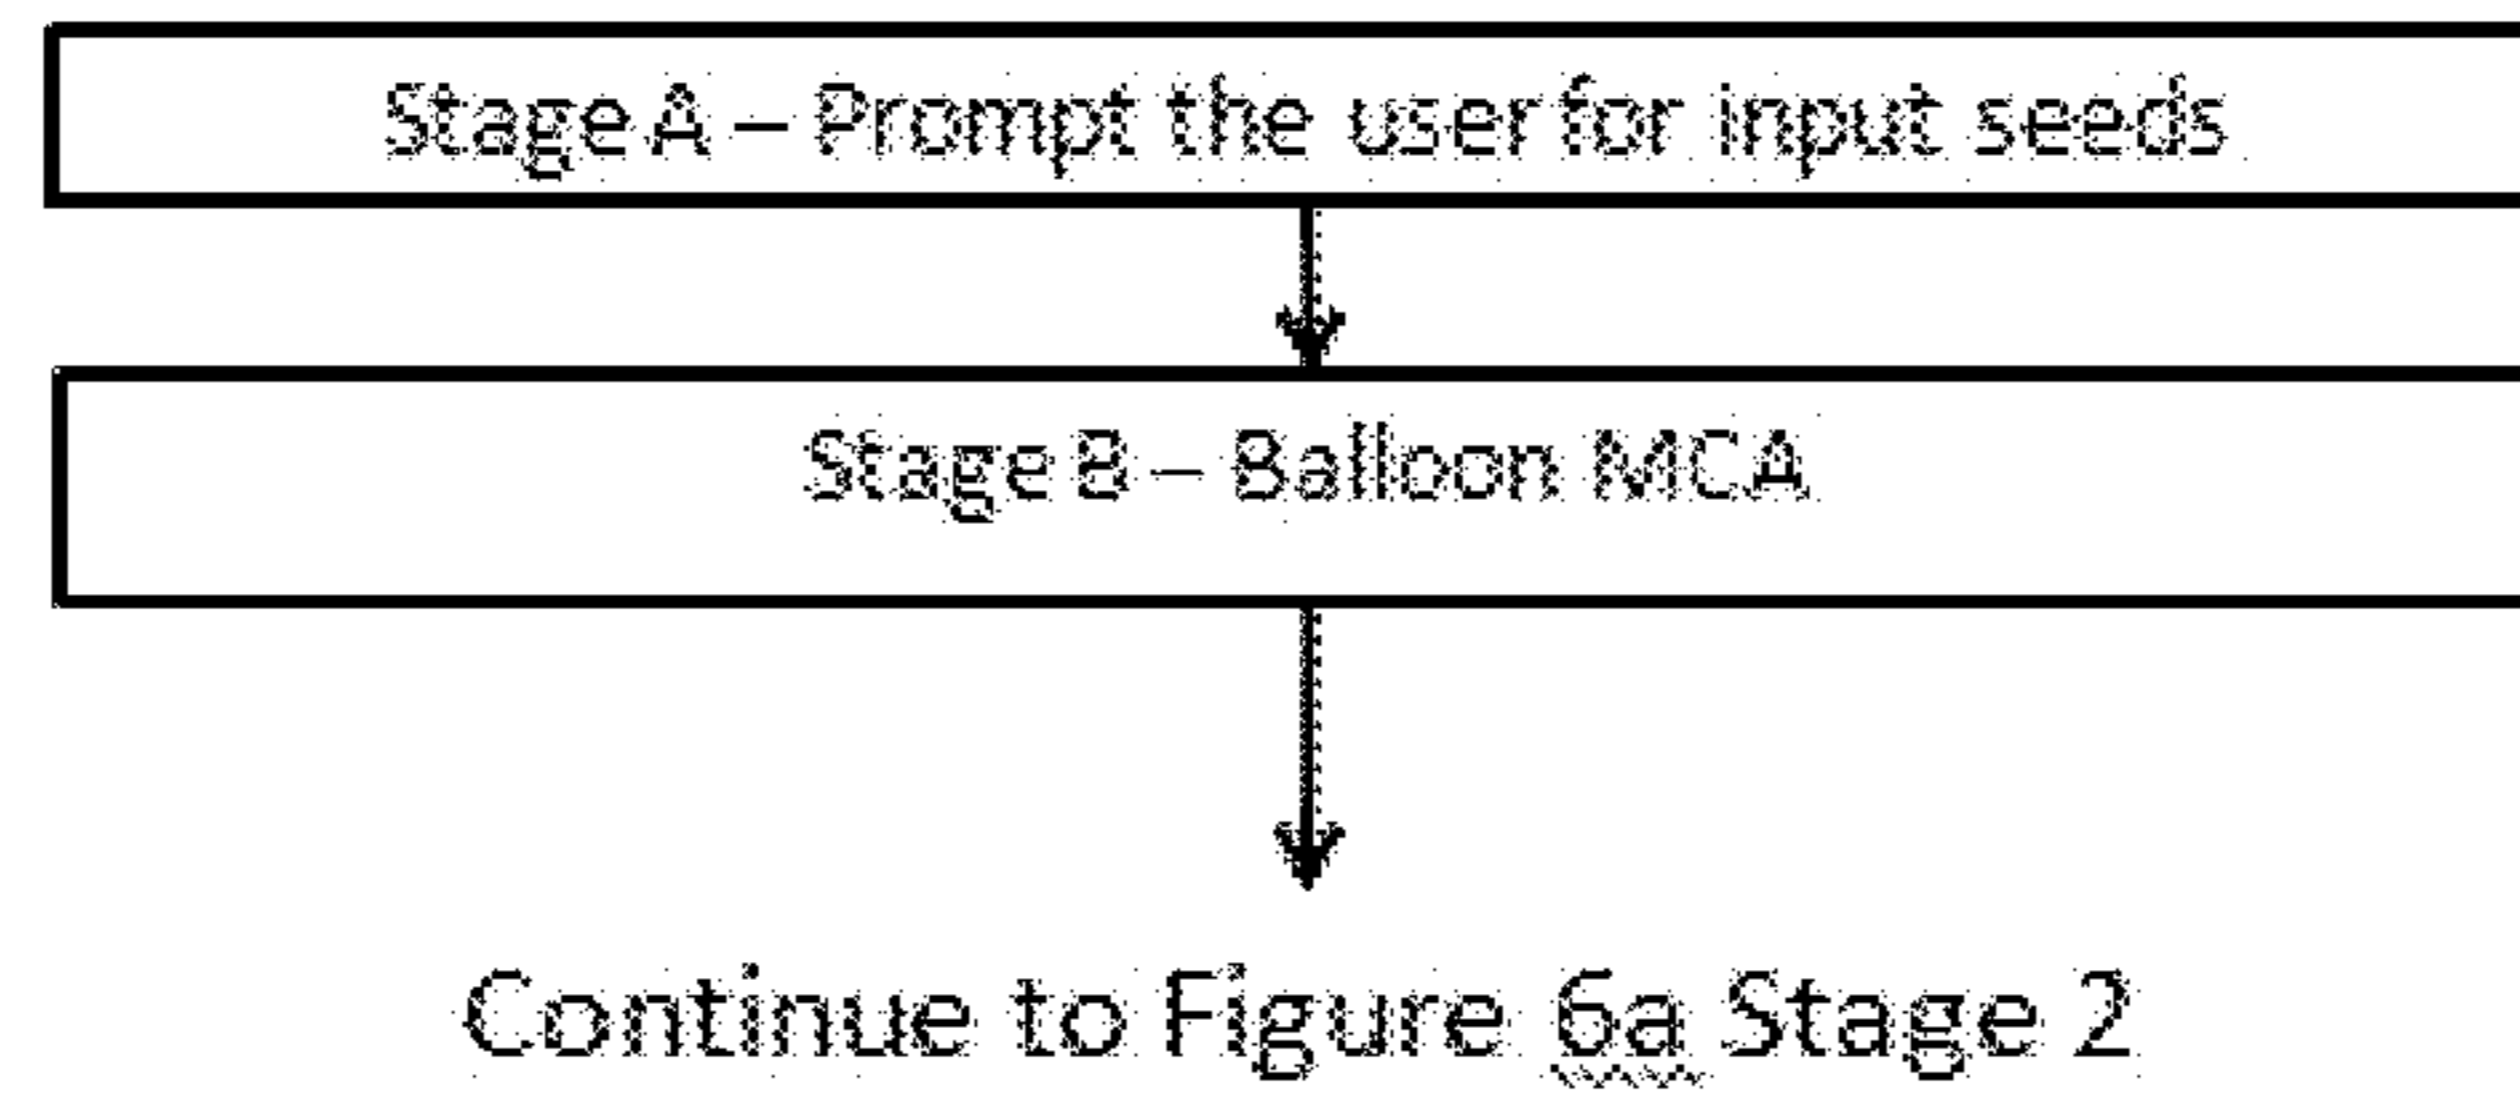 Stage A – Prompt the user for input seeds
Stage B – Balloon MCA
Continue to Figure 6a Stage 2